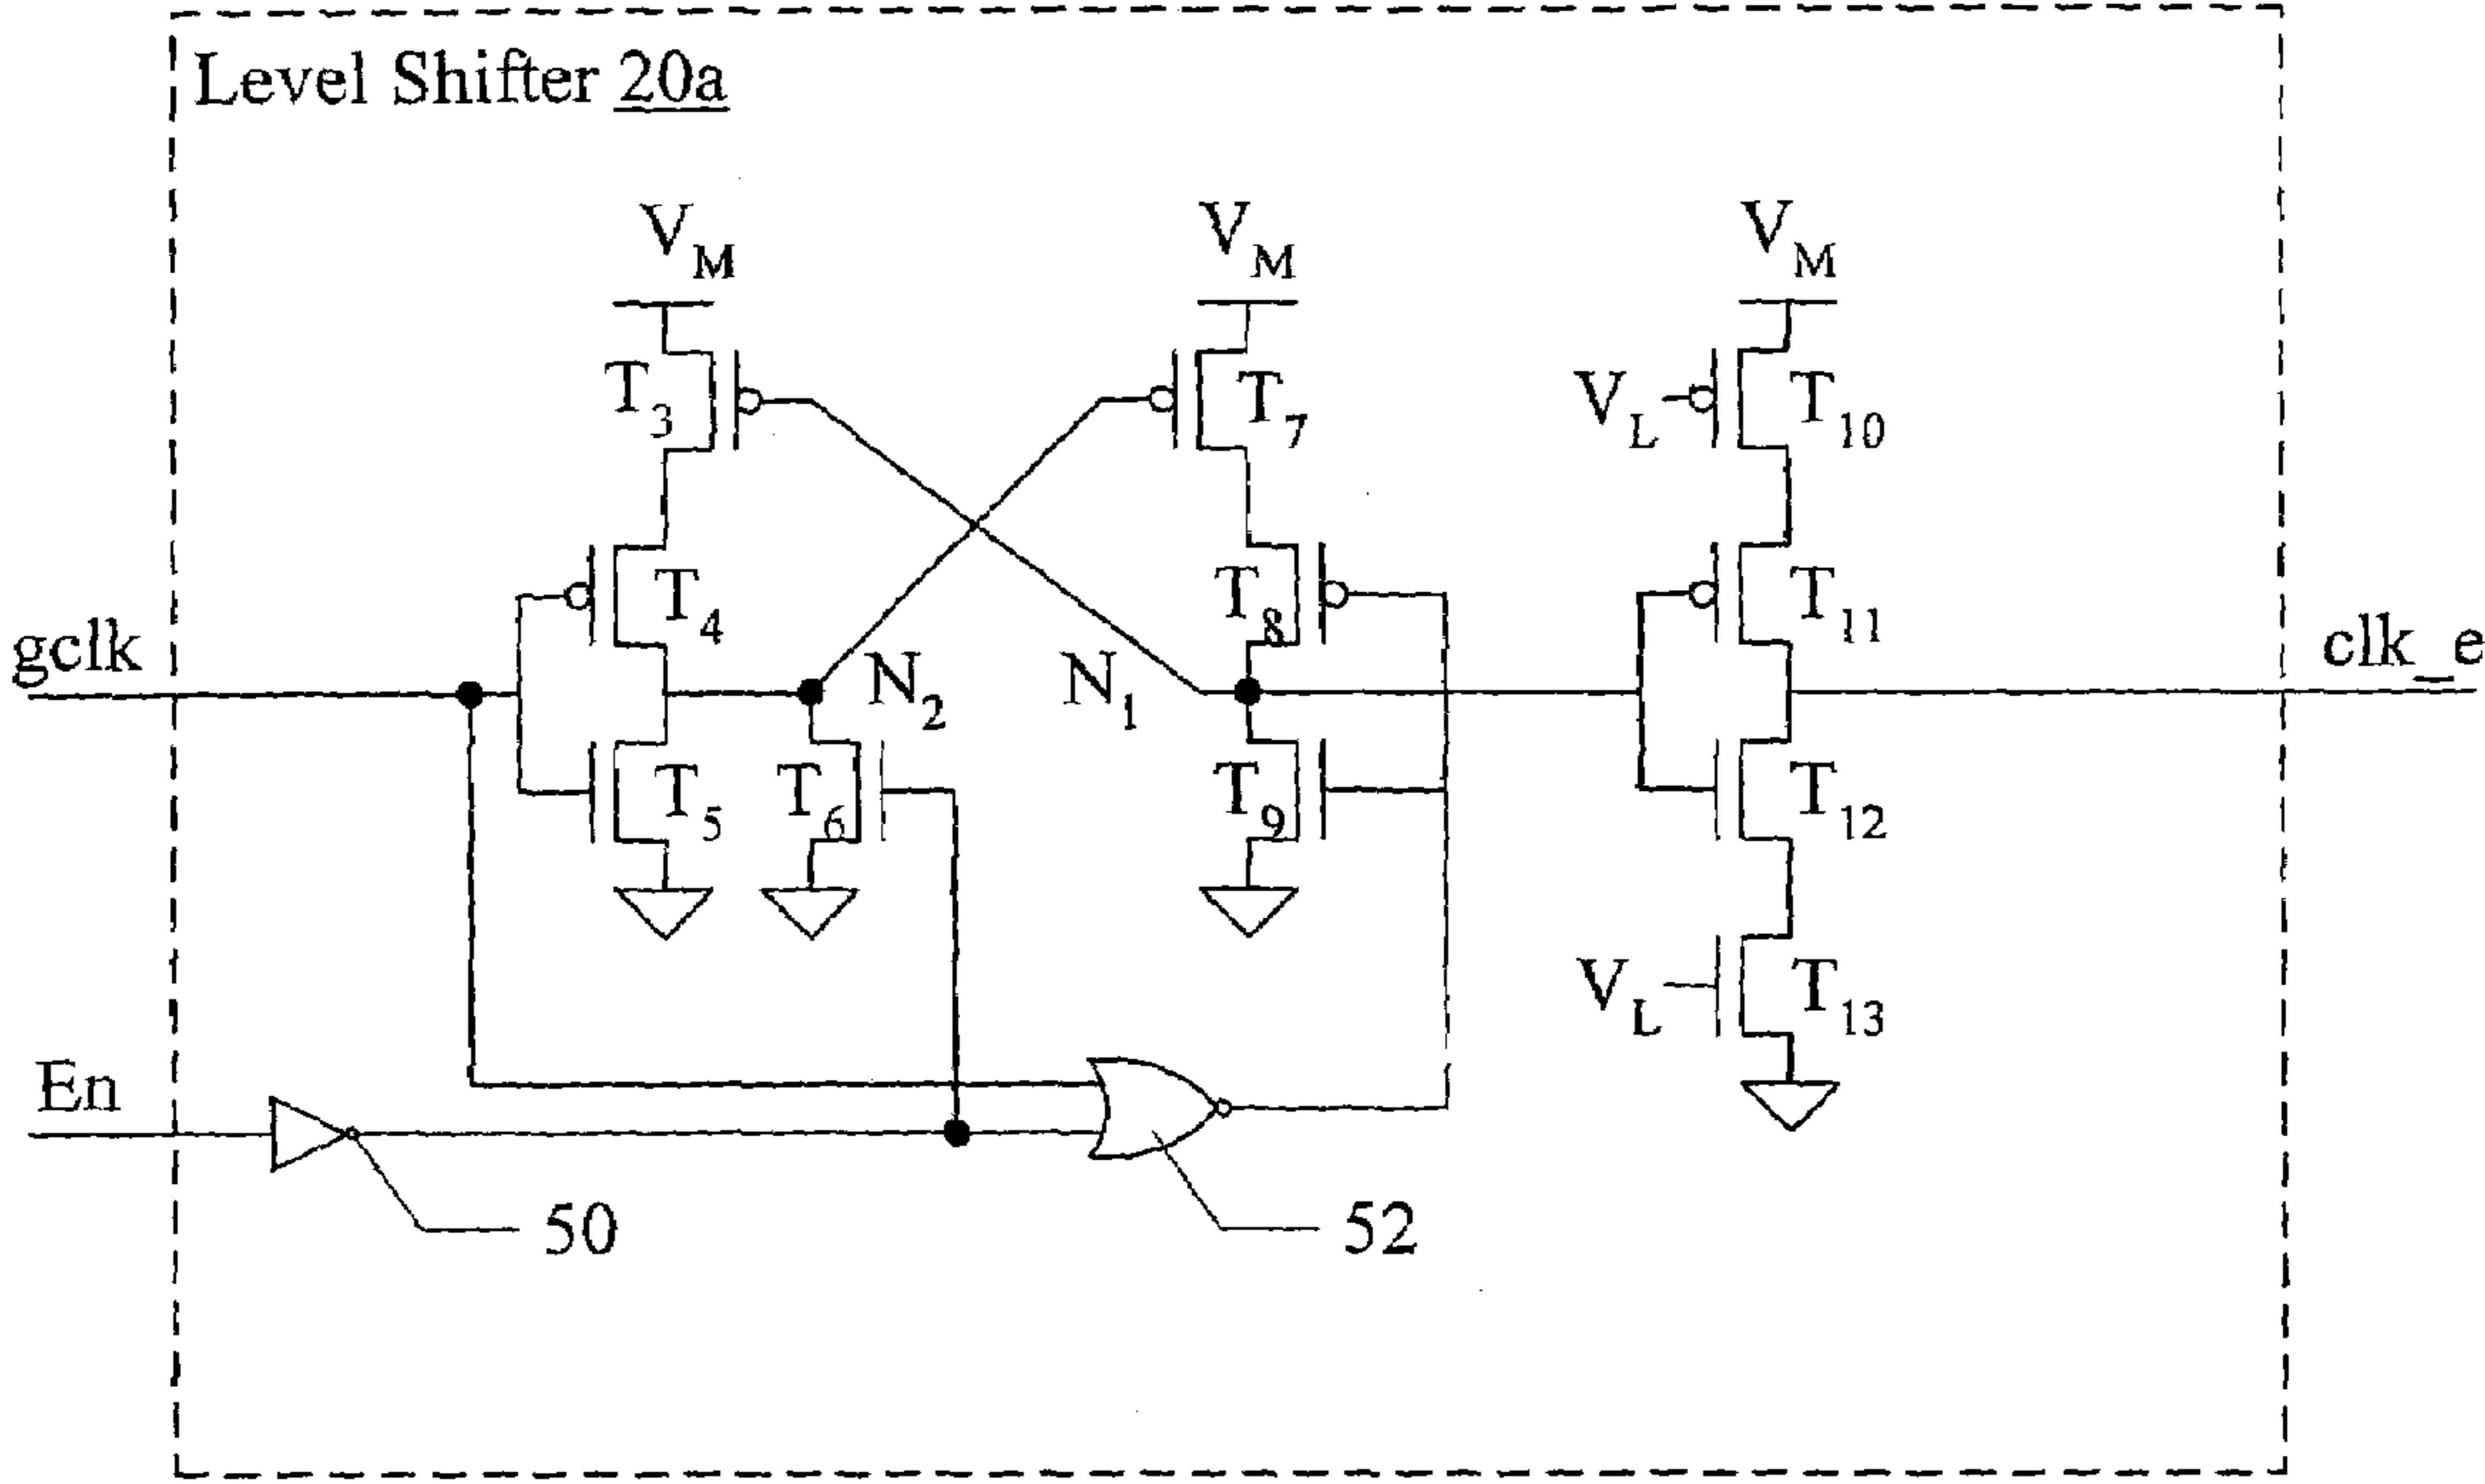 Level Shifter 20a
V_M V_M V_M
T_3 T_7 V_L T_10
T_4 T_8 T_11
gclk N_2 N_1 clk_e
T_5 T_6 T_9 T_12
V_L T_13
En
50 52